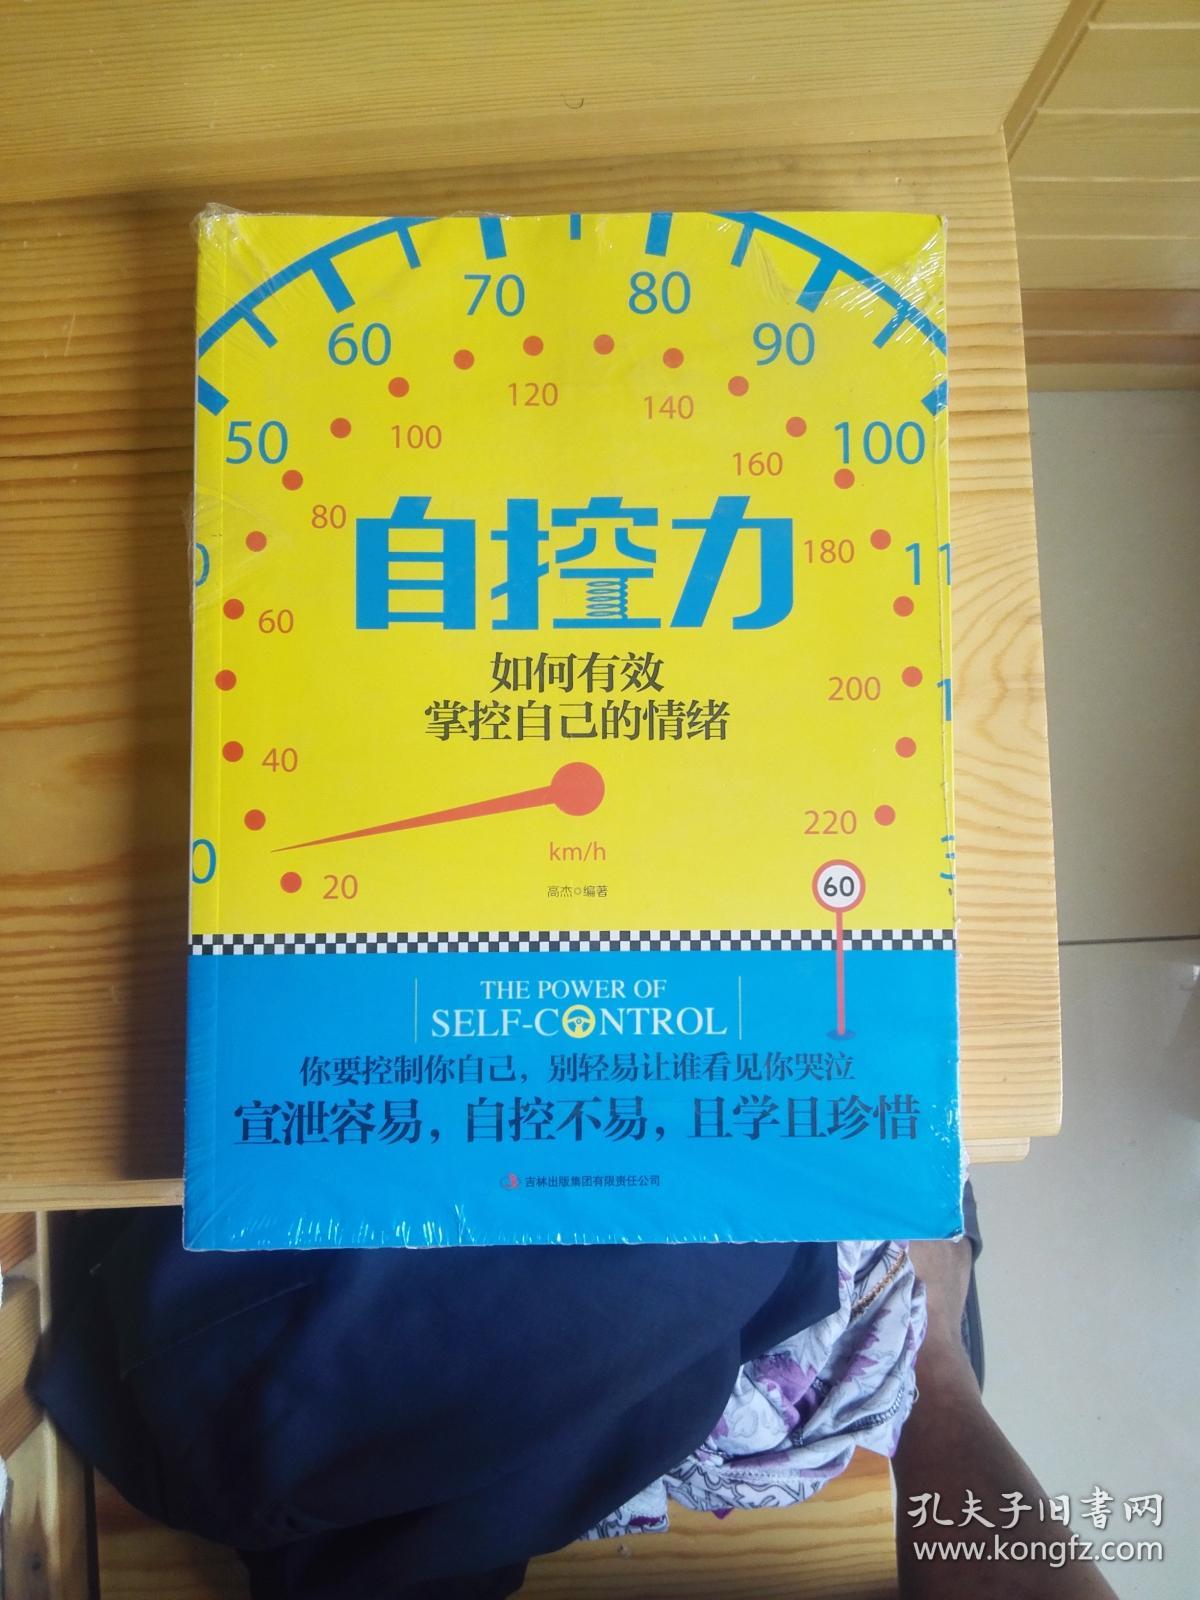 70 80
60 90
120
140
50 100 100
160
80
自控力
180
0 11
60
如何有效
200
掌控自己的情绪
1
40
220
km/h
0
20
60
高杰○编著
THE POWER OF
SELF-CONTROL
你要控制你自己，别轻易让谁看见你哭泣
宣泄容易，自控不易，且学且珍惜
吉林出版集团有限责任公司
孔夫子旧书网
www.kongfz.com